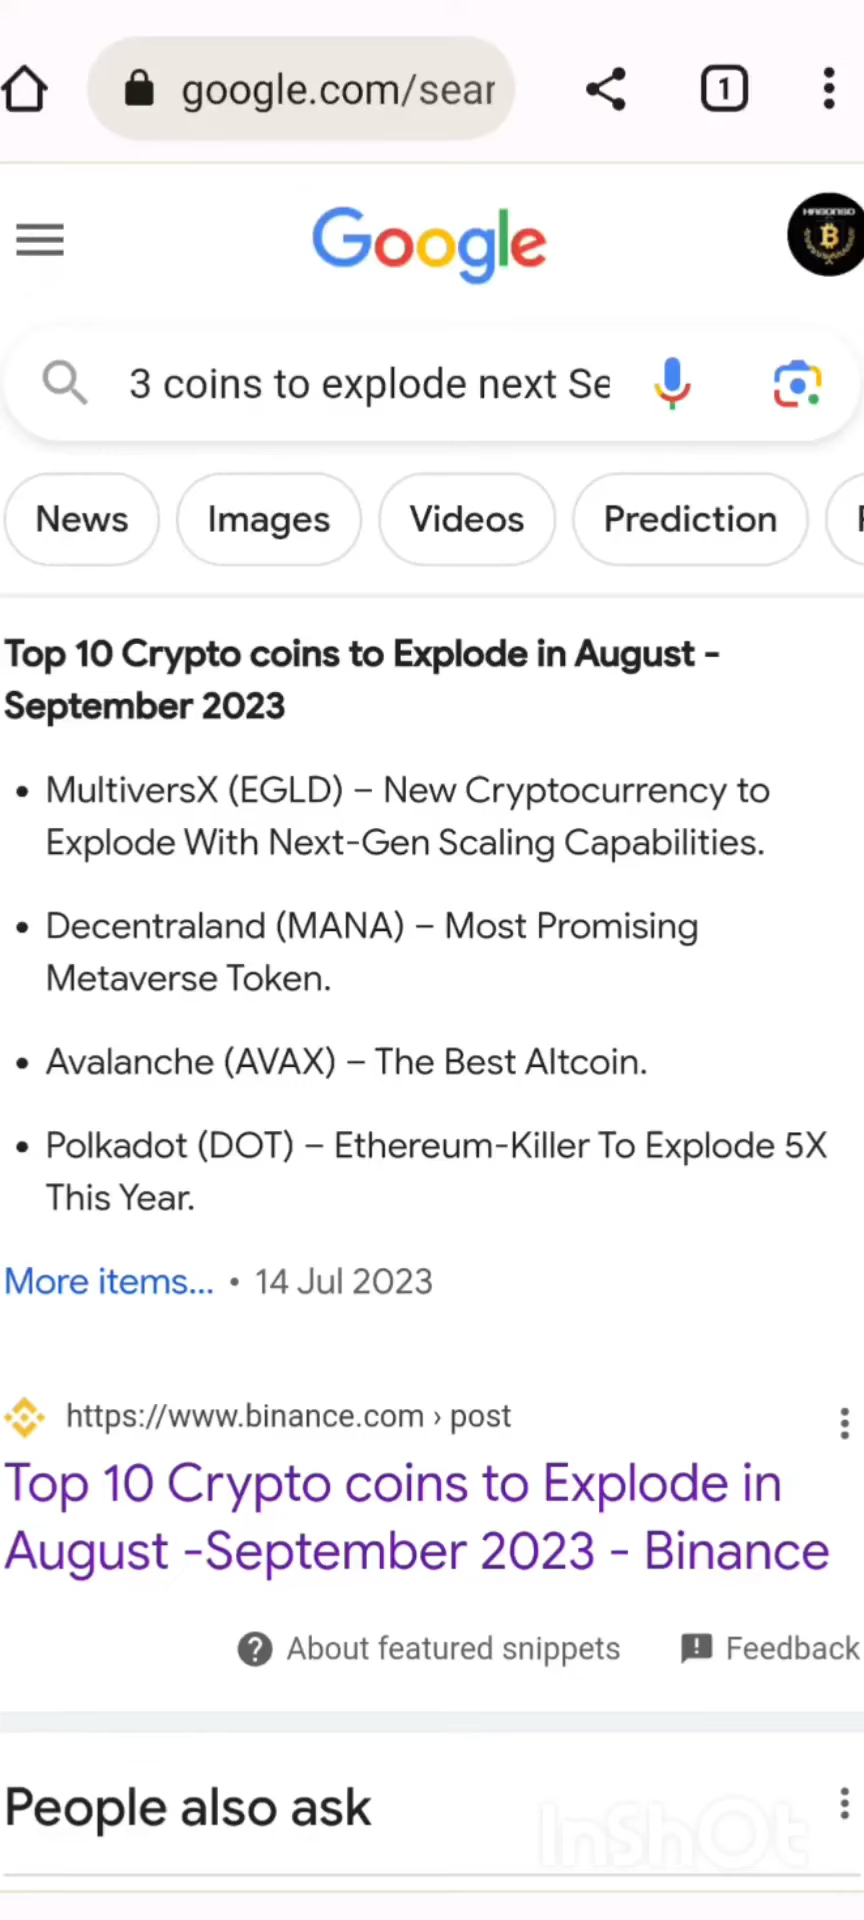 google.com/sear
1
Google
3 coins to explode next Se
News
Images
Videos
Prediction
Top 10 Crypto coins to Explode in August -
September 2023
• MultiversX (EGLD) – New Cryptocurrency to
Explode With Next-Gen Scaling Capabilities.
• Decentraland (MANA) – Most Promising
Metaverse Token.
• Avalanche (AVAX) – The Best Altcoin.
• Polkadot (DOT) – Ethereum-Killer To Explode 5X
This Year.
More items... • 14 Jul 2023
https://www.binance.com › post
Top 10 Crypto coins to Explode in
August -September 2023 - Binance
About featured snippets
Feedback
People also ask
InShOt